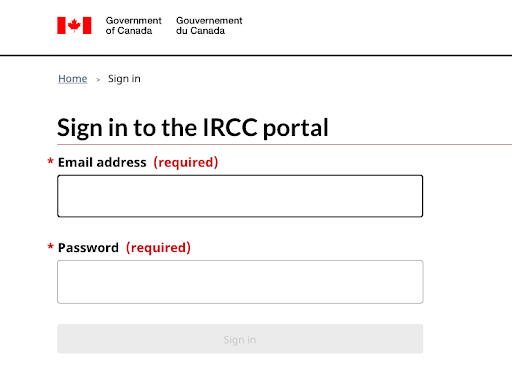 Government of Canada
Gouvernement du Canada
Home > Sign in
Sign in to the IRCC portal
* Email address (required)
* Password (required)
Sign in